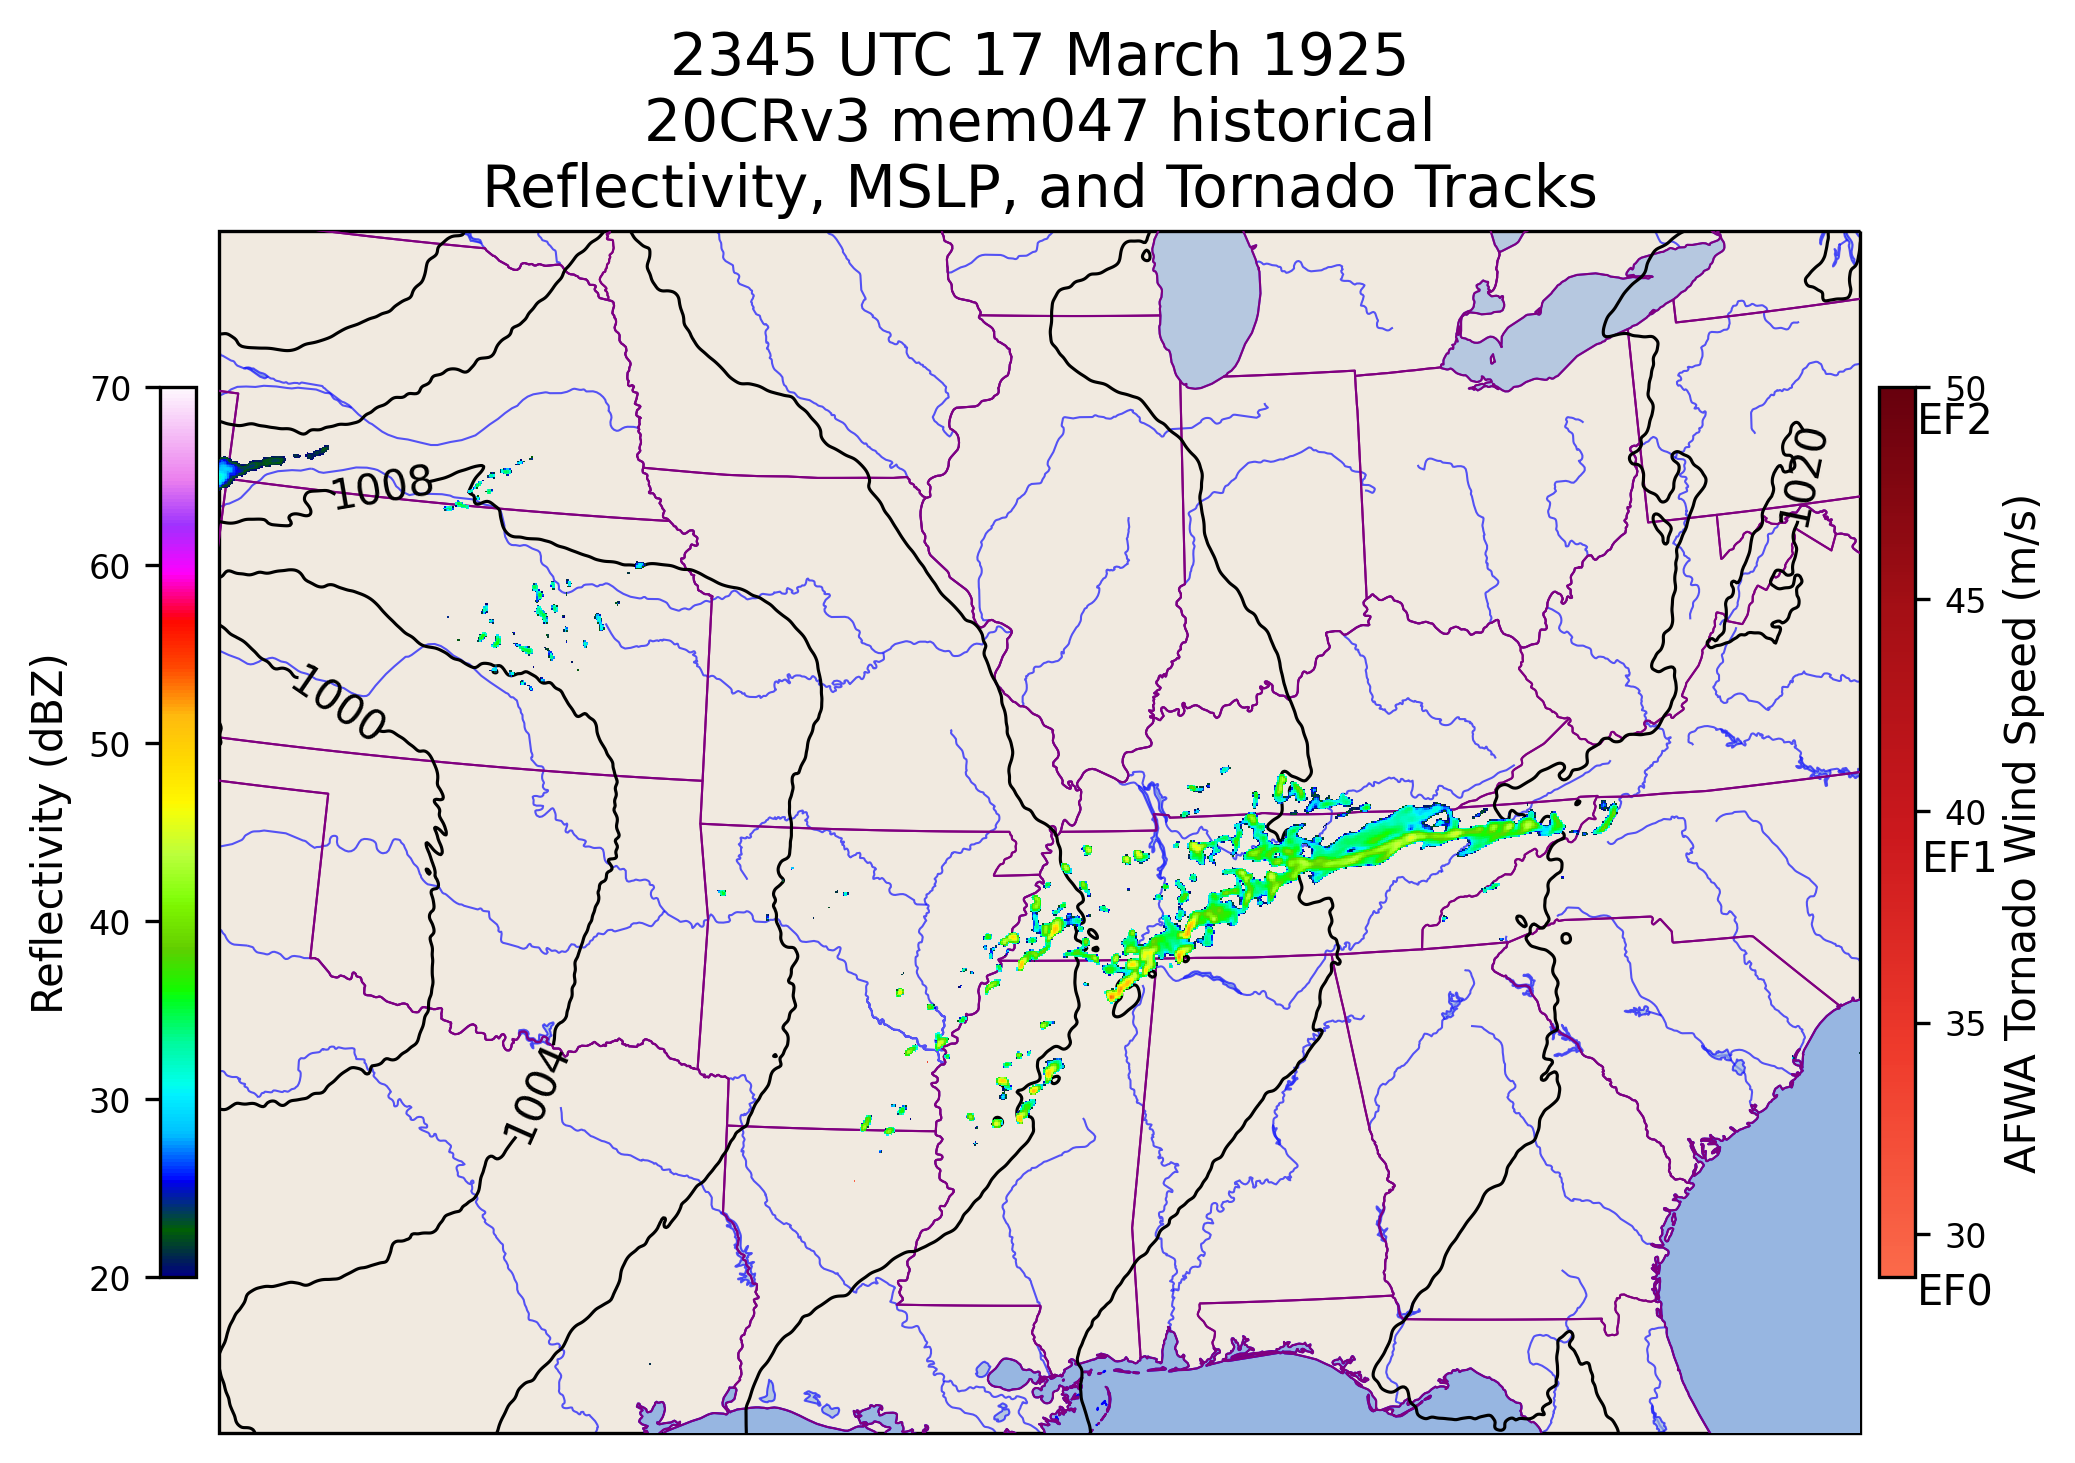 2345 UTC 17 March 1925
20CRv3 mem047 historical
Reflectivity, MSLP, and Tornado Tracks
70
60
50
40
30
20
Reflectivity (dBZ)
1008
1000
1004
1020
50
EF2
45
40
EF1
35
30
EF0
AFWA Tornado Wind Speed (m/s)